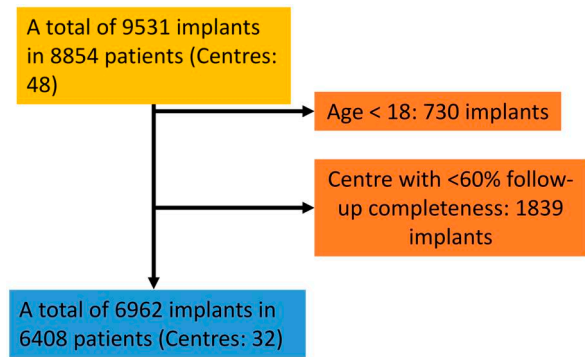 A total of 9531 implants
in 8854 patients (Centres:
48)
Age < 18: 730 implants
Centre with <60% follow-
up completeness: 1839
implants
A total of 6962 implants in
6408 patients (Centres: 32)